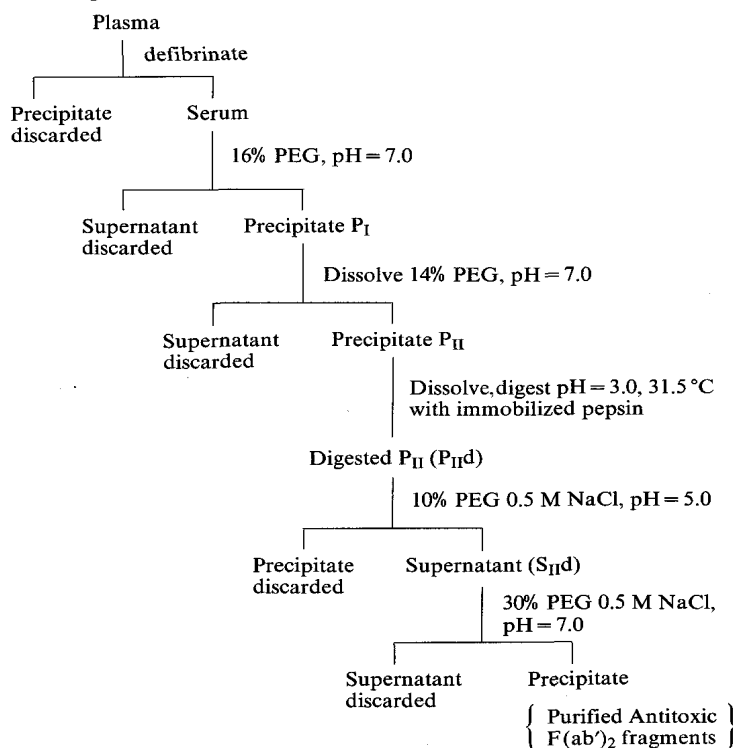 Plasma
defibrinate
Precipitate
discarded
Serum
16% PEG, pH = 7.0
Supernatant
discarded
Precipitate P_I
Dissolve 14% PEG, pH = 7.0
Supernatant
discarded
Precipitate P_II
Dissolve, digest pH = 3.0, 31.5 °C
with immobilized pepsin
Digested P_II (P_IId)
10% PEG 0.5 M NaCl, pH = 5.0
Precipitate
discarded
Supernatant (S_IId)
30% PEG 0.5 M NaCl,
pH = 7.0
Supernatant
discarded
Precipitate
{ Purified Antitoxic }
{ F(ab′)2 fragments }